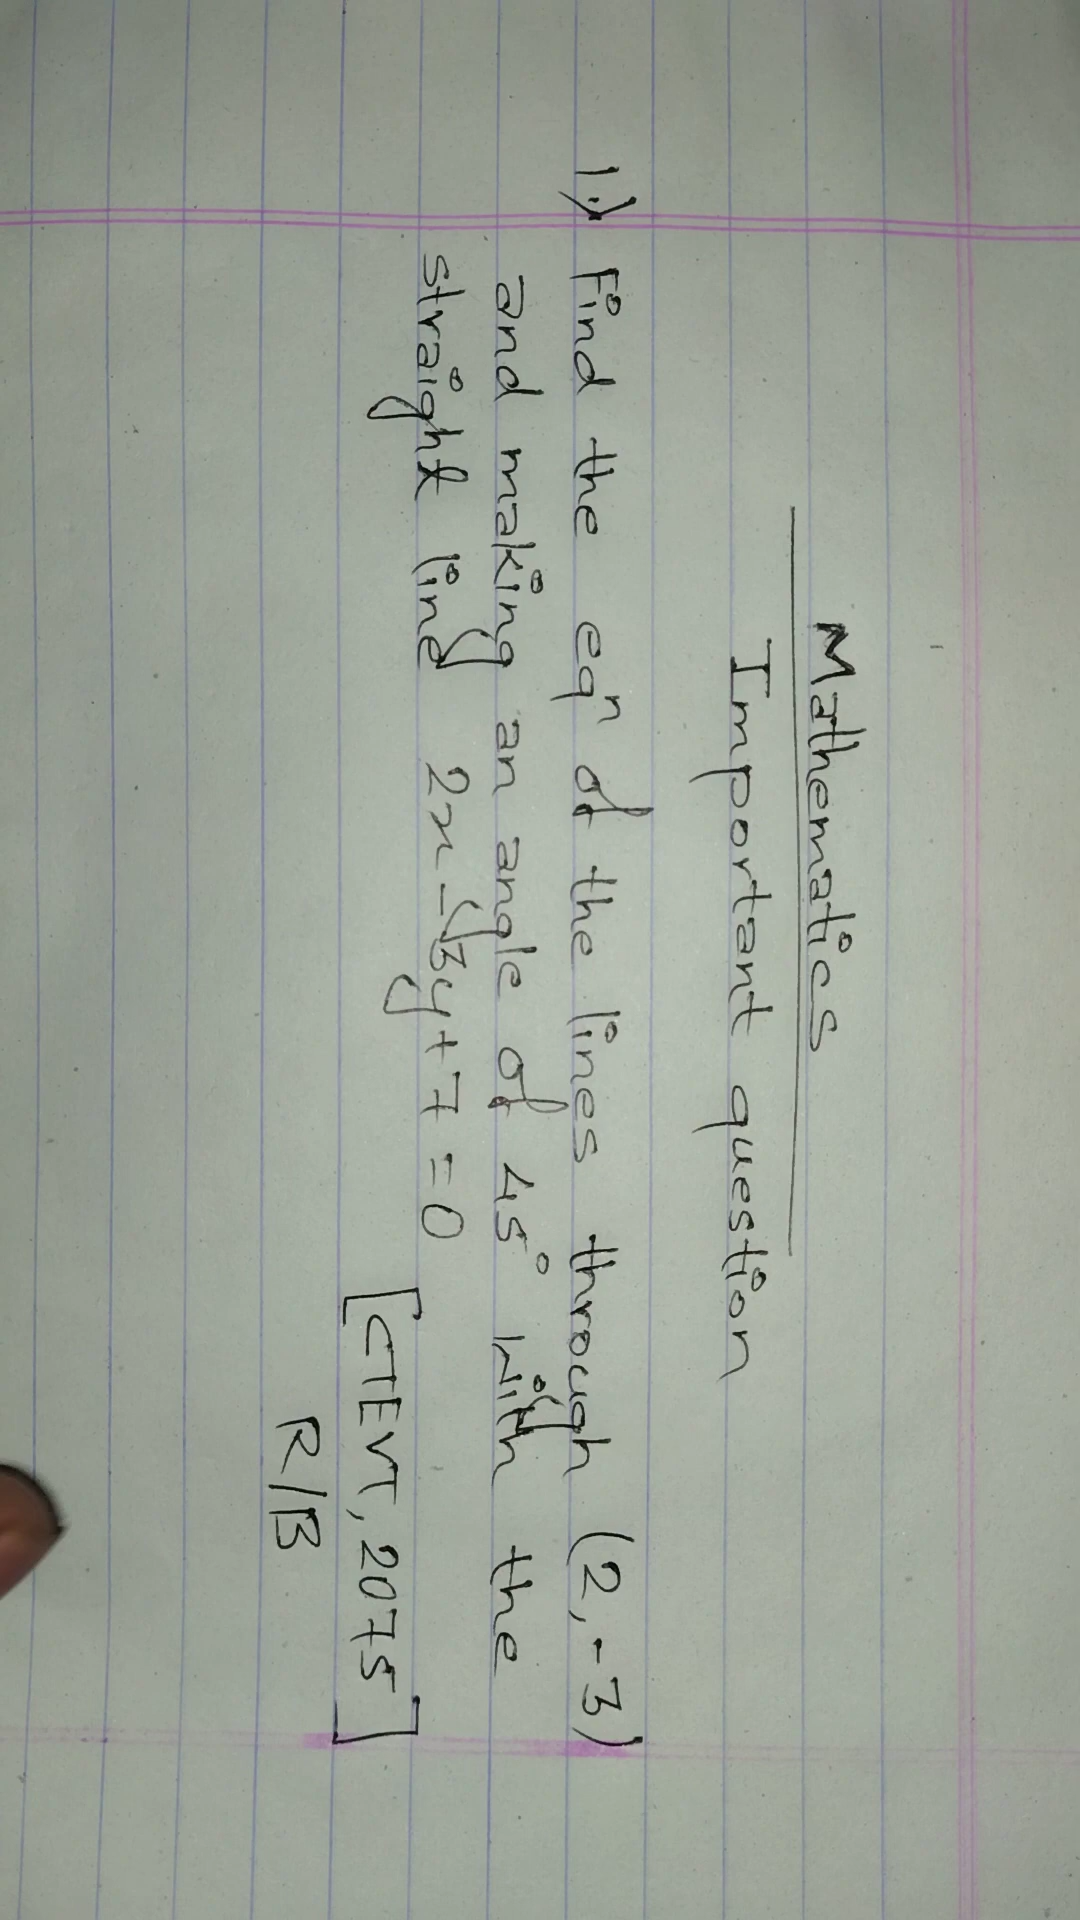 Mathematics
Important question
1.) Find the eqn of the lines through (2,-3)
and making an angle of 45° with the
straight line 2x-3y+7=0
[CTEVT, 2075]
R/B